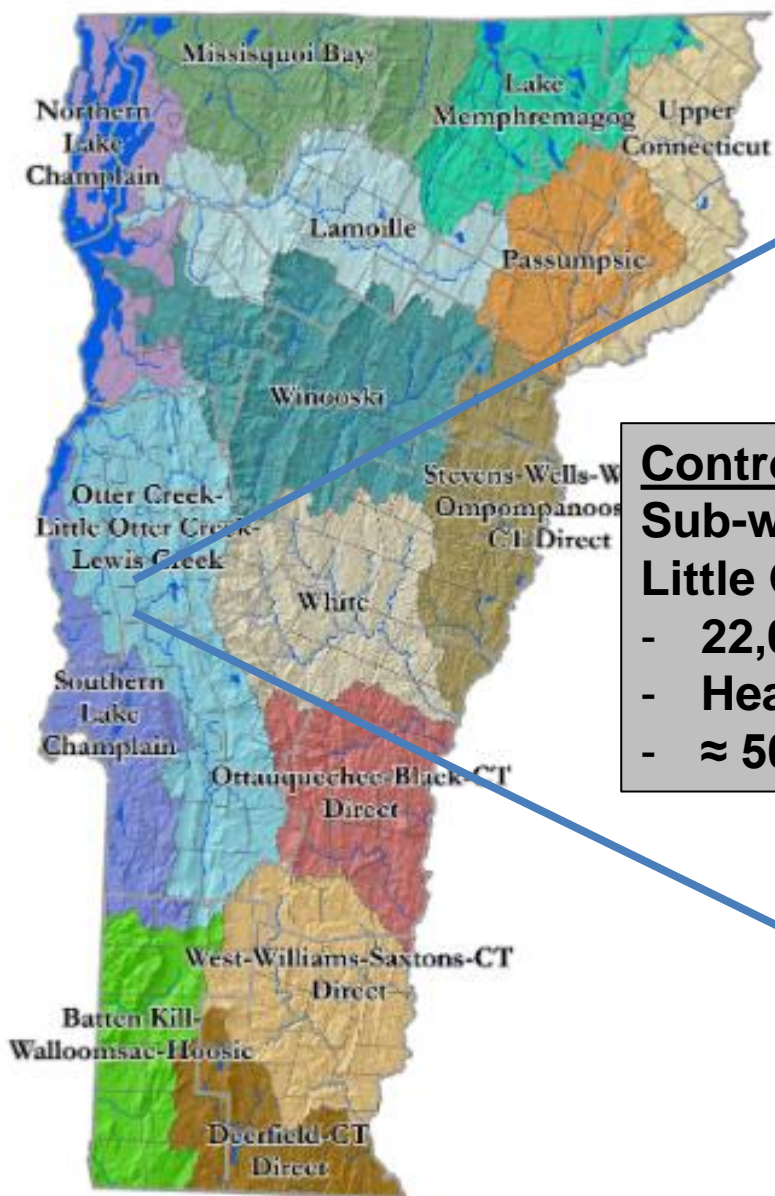 Missisquoi Bay
Northern
Lake
Champlain
Lake
Memphremagog
Upper
Connecticut
Lamoille
Passumpsic
Winooski
Otter Creek-
Little Otter Creek-
Lewis Creek
Stevens-Wells-W
Ompompanoos
CT Direct
White
Southern
Lake
Champlain
Ottauquechee-Black-CT
Direct
West-Williams-Saxtons-CT
Direct
Batten Kill-
Walloomsac-Hoosic
Deerfield-CT
Direct
Contro
Sub-w
Little
- 22,
- Hea
- ≈ 50